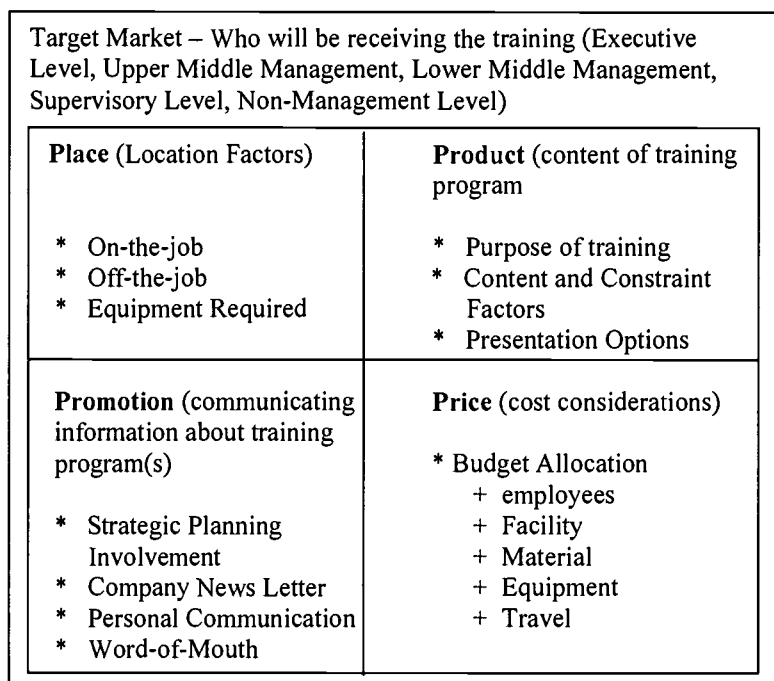 Target Market – Who will be receiving the training (Executive
Level, Upper Middle Management, Lower Middle Management,
Supervisory Level, Non-Management Level)
Place (Location Factors)
* On-the-job
* Off-the-job
* Equipment Required
Product (content of training
program
* Purpose of training
* Content and Constraint
Factors
* Presentation Options
Promotion (communicating
information about training
program(s)
* Strategic Planning
Involvement
* Company News Letter
* Personal Communication
* Word-of-Mouth
Price (cost considerations)
* Budget Allocation
+ employees
+ Facility
+ Material
+ Equipment
+ Travel